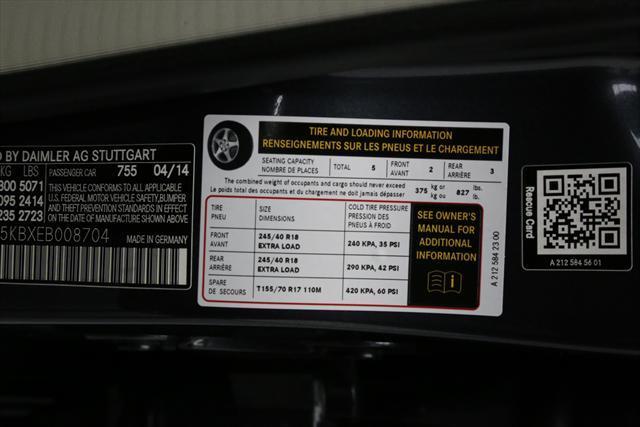 D BY DAIMLER AG STUTTGART
KG LBS PASSENGER CAR 755 04/14
300 5071 THIS VEHICLE CONFORMS TO ALL APPLICABLE
095 2414 U.S. FEDERAL MOTOR VEHICLE SAFETY, BUMPER
235 2723 AND THEFT PREVENTION STANDARDS IN EFFECT
ON THE DATE OF MANUFACTURE SHOWN ABOVE.
5KBXEB008704
MADE IN GERMANY
TIRE AND LOADING INFORMATION
RENSEIGNEMENTS SUR LES PNEUS ET LE CHARGEMENT
SEATING CAPACITY TOTAL 5 FRONT 2 REAR 3
NOMBRE DE PLACES AVANT ARRIÈRE
The combined weight of occupants and cargo should never exceed 375 kg or 827 lbs.
Le poids total des occupants et du chargement ne doit jamais dépasser kg ou lb.
TIRE SIZE COLD TIRE PRESSURE
PNEU DIMENSIONS PRESSION DES
PNEUS À FROID
FRONT 245/40 R18 240 KPA, 35 PSI
AVANT EXTRA LOAD
REAR 245/40 R18 290 KPA, 42 PSI
ARRIÈRE EXTRA LOAD
SPARE T155/70 R17 110M 420 KPA, 60 PSI
DE SECOURS
SEE OWNER'S
MANUAL FOR
ADDITIONAL
INFORMATION
A 212 584 23 00
Rescue Card
A 212 584 56 01